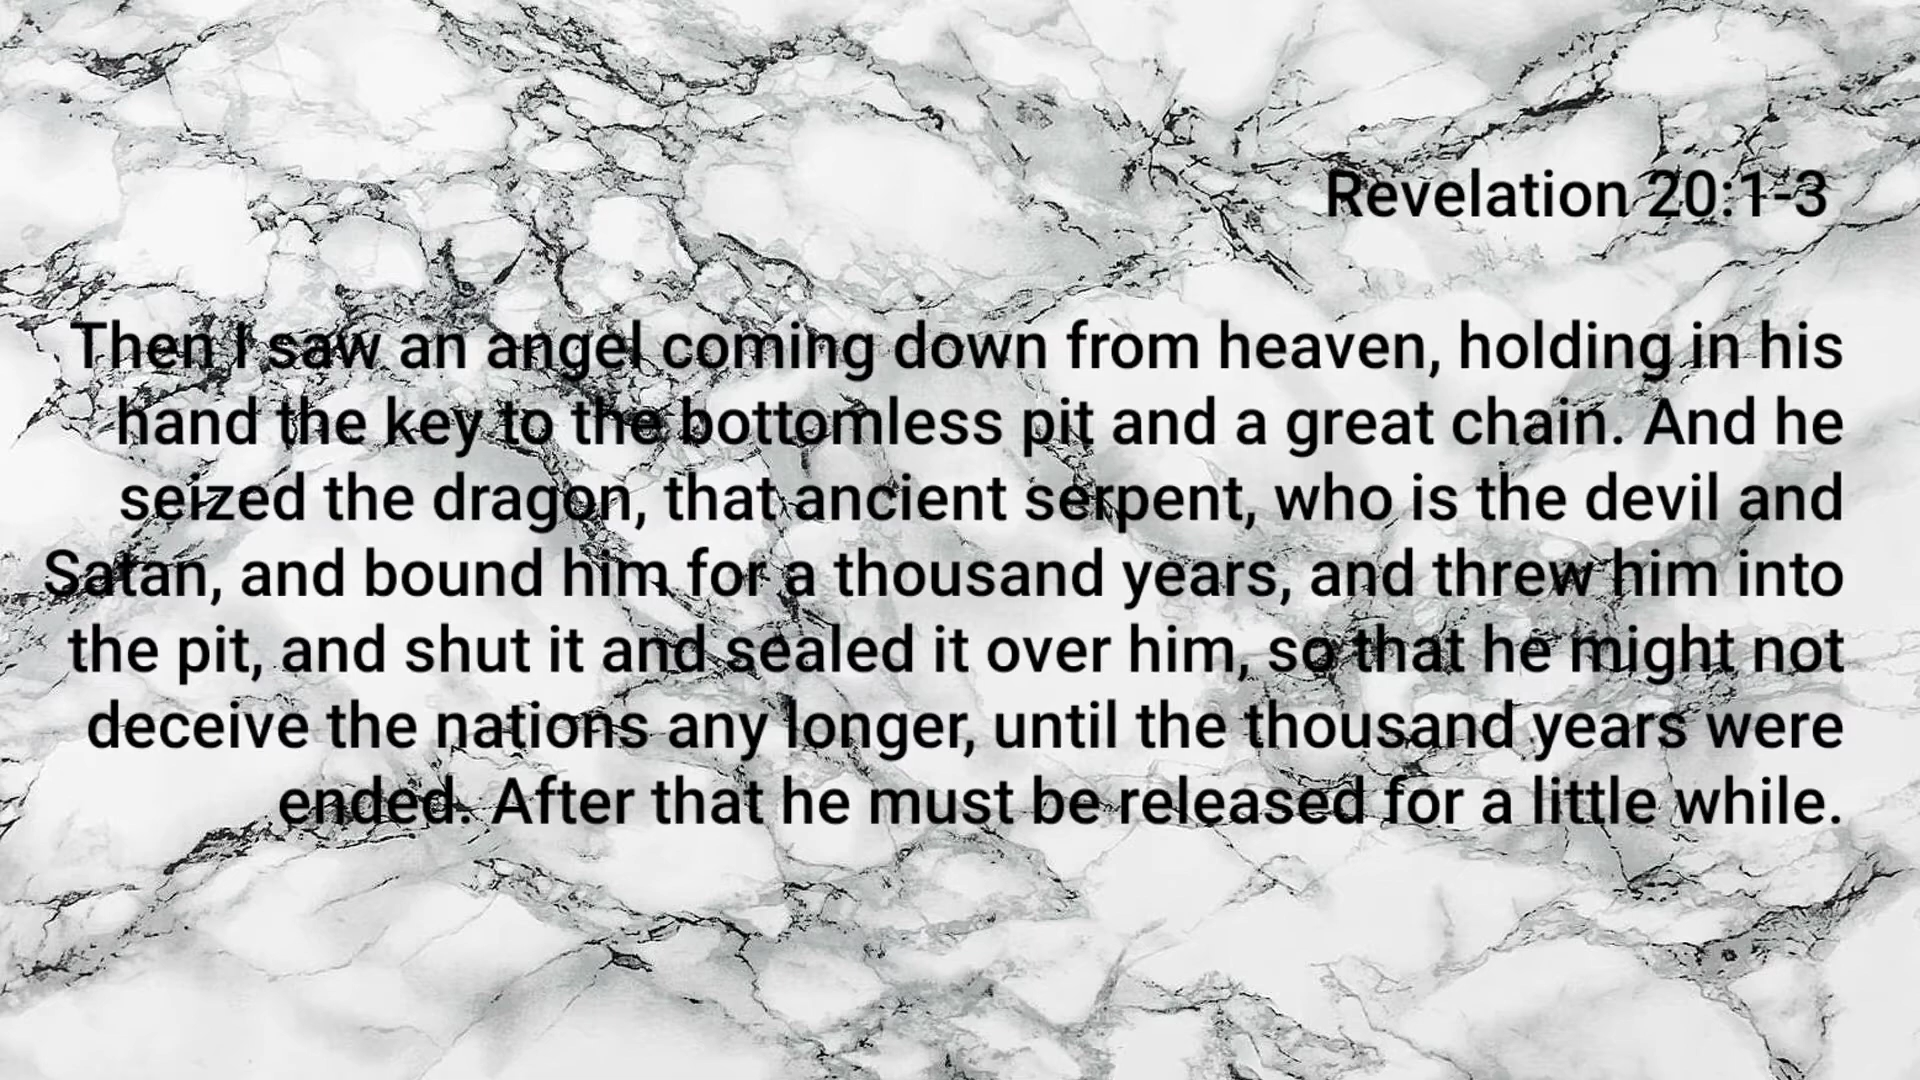 Revelation 20:1-3
Then I saw an angel coming down from heaven, holding in his
hand the key to the bottomless pit and a great chain. And he
seized the dragon, that ancient serpent, who is the devil and
Satan, and bound him for a thousand years, and threw him into
the pit, and shut it and sealed it over him, so that he might not
deceive the nations any longer, until the thousand years were
ended. After that he must be released for a little while.